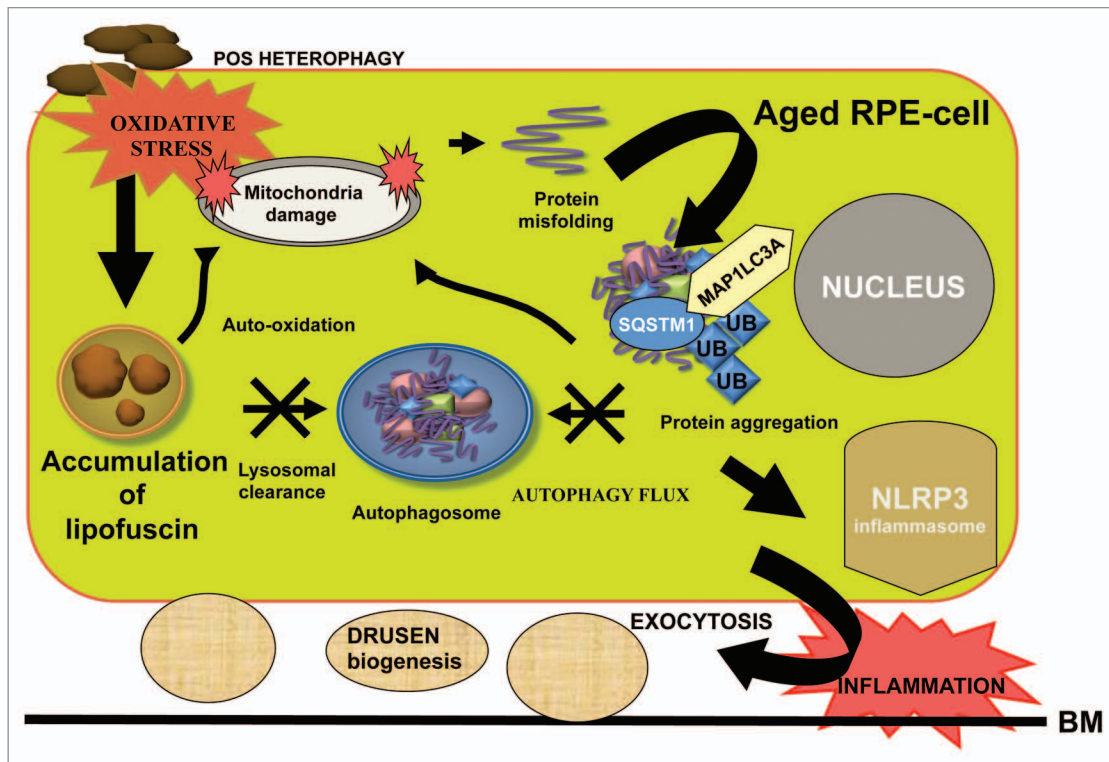 POS HETEROPHAGY
OXIDATIVE
STRESS
Aged RPE-cell
Mitochondria
damage
Protein
misfolding
MAP1LC3A
NUCLEUS
SQSTM1
UB
UB
UB
Auto-oxidation
Protein aggregation
Accumulation
of
lipofuscin
Lysosomal
clearance
Autophagosome
AUTOPHAGY FLUX
NLRP3
inflammasome
DRUSEN
biogenesis
EXOCYTOSIS
INFLAMMATION
BM